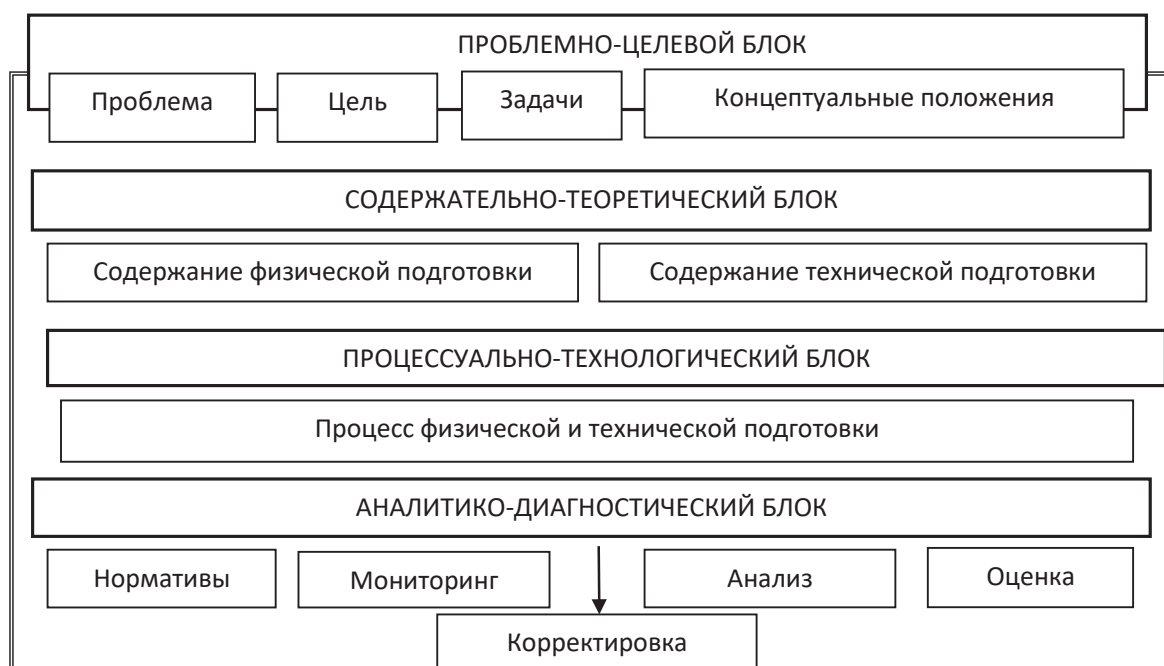 ПРОБЛЕМНО-ЦЕЛЕВОЙ БЛОК
Проблема
Цель
Задачи
Концептуальные положения
СОДЕРЖАТЕЛЬНО-ТЕОРЕТИЧЕСКИЙ БЛОК
Содержание физической подготовки
Содержание технической подготовки
ПРОЦЕССУАЛЬНО-ТЕХНОЛОГИЧЕСКИЙ БЛОК
Процесс физической и технической подготовки
АНАЛИТИКО-ДИАГНОСТИЧЕСКИЙ БЛОК
Нормативы
Мониторинг
Анализ
Оценка
Корректировка